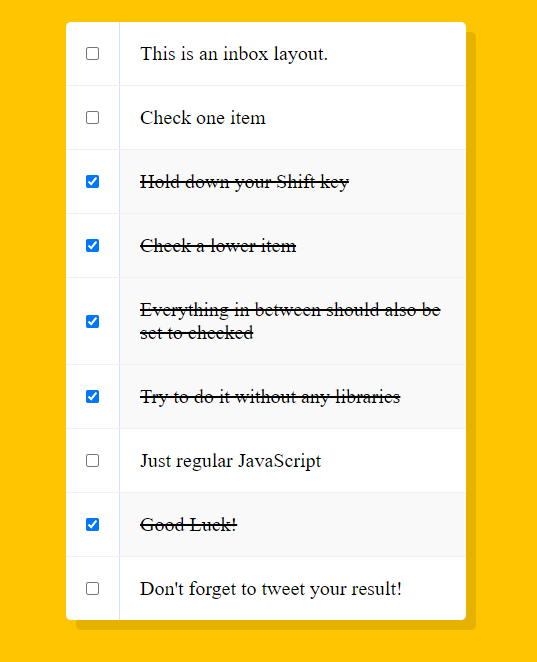 This is an inbox layout.
Check one item
Hold down your Shift key
Check a lower item
Everything in between should also be
set to checked
Try to do it without any libraries
Just regular JavaScript
Good Luck!
Don't forget to tweet your result!